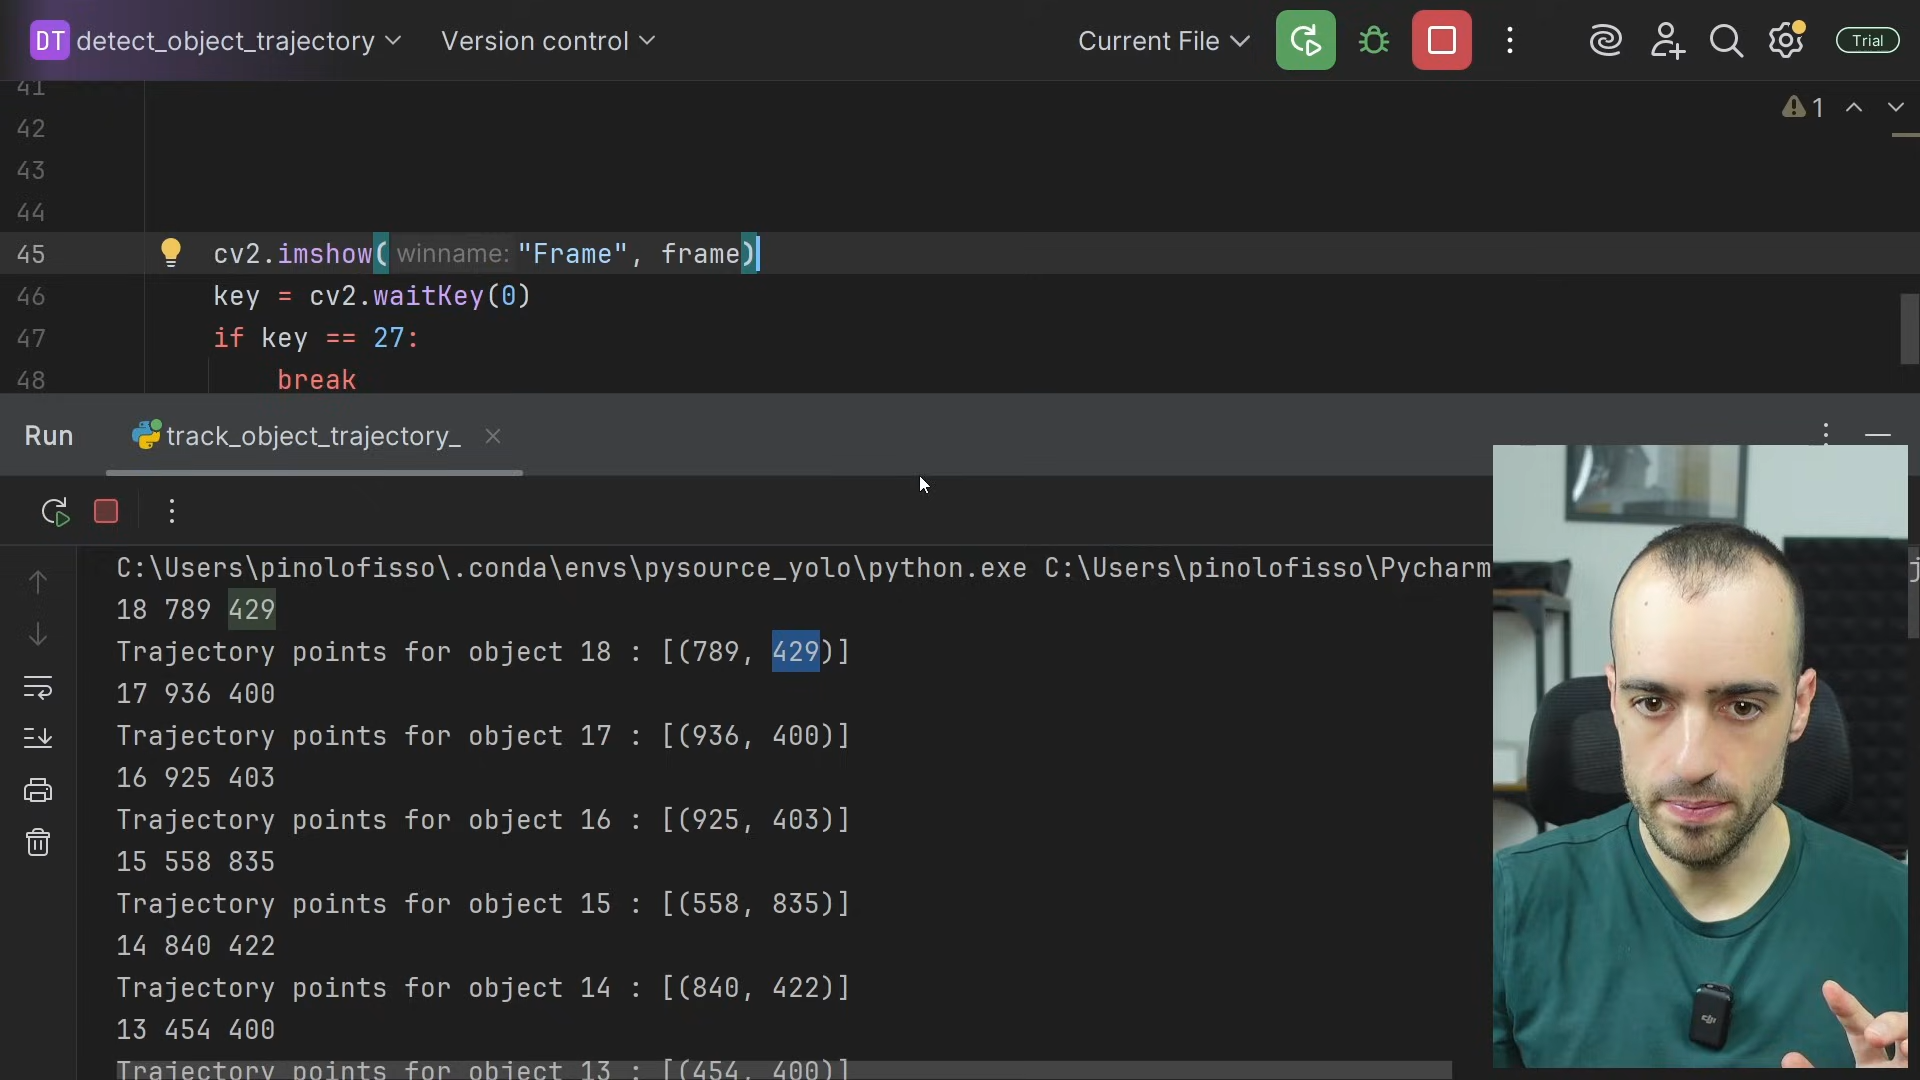 DT detect_object_trajectory Version control Current File Trial
41
42
43
44
45 cv2.imshow( winname: "Frame", frame)
46 key = cv2.waitKey(0)
47 if key == 27:
48 break
1
Run track_object_trajectory_
C:\Users\pinolofisso\.conda\envs\pysource_yolo\python.exe C:\Users\pinolofisso\Pycharm
j
18 789 429
Trajectory points for object 18 : [(789, 429)]
17 936 400
Trajectory points for object 17 : [(936, 400)]
16 925 403
Trajectory points for object 16 : [(925, 403)]
15 558 835
Trajectory points for object 15 : [(558, 835)]
14 840 422
Trajectory points for object 14 : [(840, 422)]
13 454 400
Trajectory points for object 13 : [(454, 400)]
dji